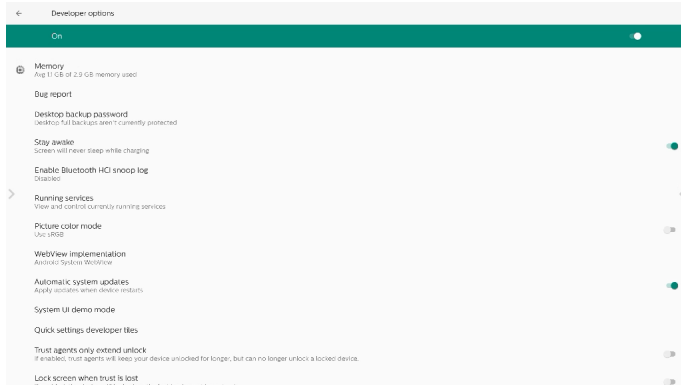 Developer options
On
Memory
Avg 1.1 GB of 2.9 GB memory used
Bug report
Desktop backup password
Desktop full backups aren't currently protected
Stay awake
Screen will never sleep while charging
Enable Bluetooth HCI snoop log
Disabled
Running services
View and control currently running services
Picture color mode
Use sRGB
WebView implementation
Android System WebView
Automatic system updates
Apply updates when device restarts
System UI demo mode
Quick settings developer tiles
Trust agents only extend unlock
If enabled, trust agents will keep your device unlocked for longer, but can no longer unlock a locked device.
Lock screen when trust is lost